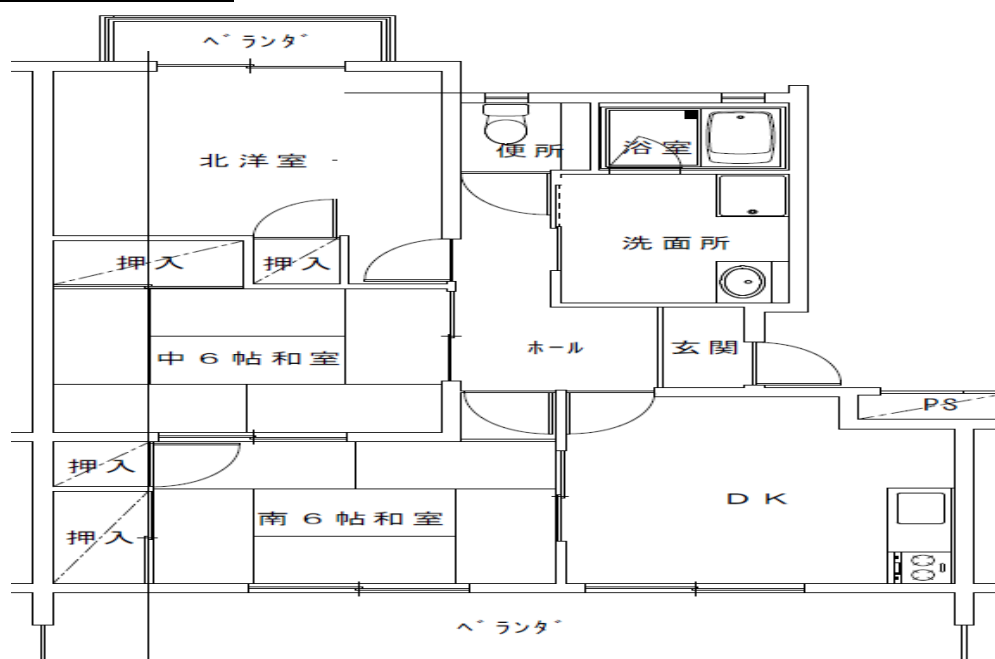 ベランダ
便所
浴室
北洋室
洗面所
押入
押入
ホール
玄関
中6帖和室
PS
押入
DK
南6帖和室
押入
ベランダ